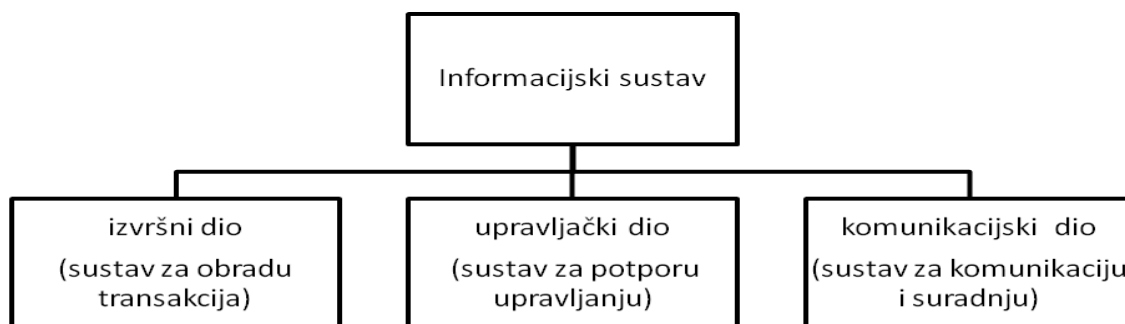 Informacijski sustav
izvršni dio
(sustav za obradu
transakcija)
upravljački dio
(sustav za potporu
upravljanju)
komunikacijski dio
(sustav za komunikaciju
i suradnju)